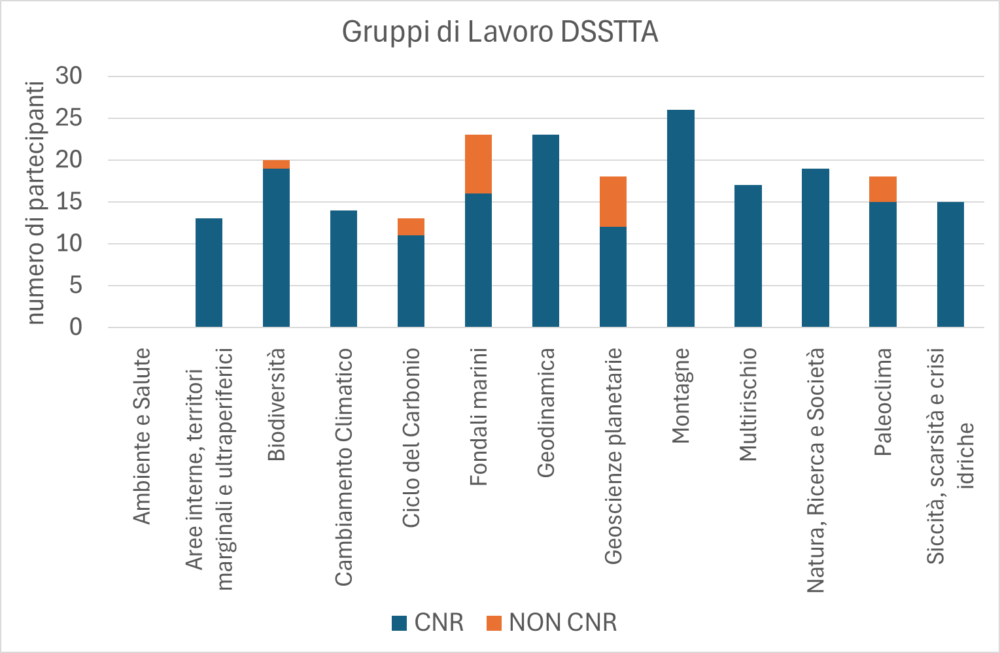 Gruppi di Lavoro DSSTTA
numero di partecipanti
30
25
20
15
10
5
0
Ambiente e Salute
Aree interne, territori
marginali e ultraperiferici
Biodiversità
Cambiamento Climatico
Ciclo del Carbonio
Fondali marini
Geodinamica
Geoscienze planetarie
Montagne
Multirischio
Natura, Ricerca e Società
Paleoclima
Siccità, scarsità e crisi
idriche
CNR
NON CNR